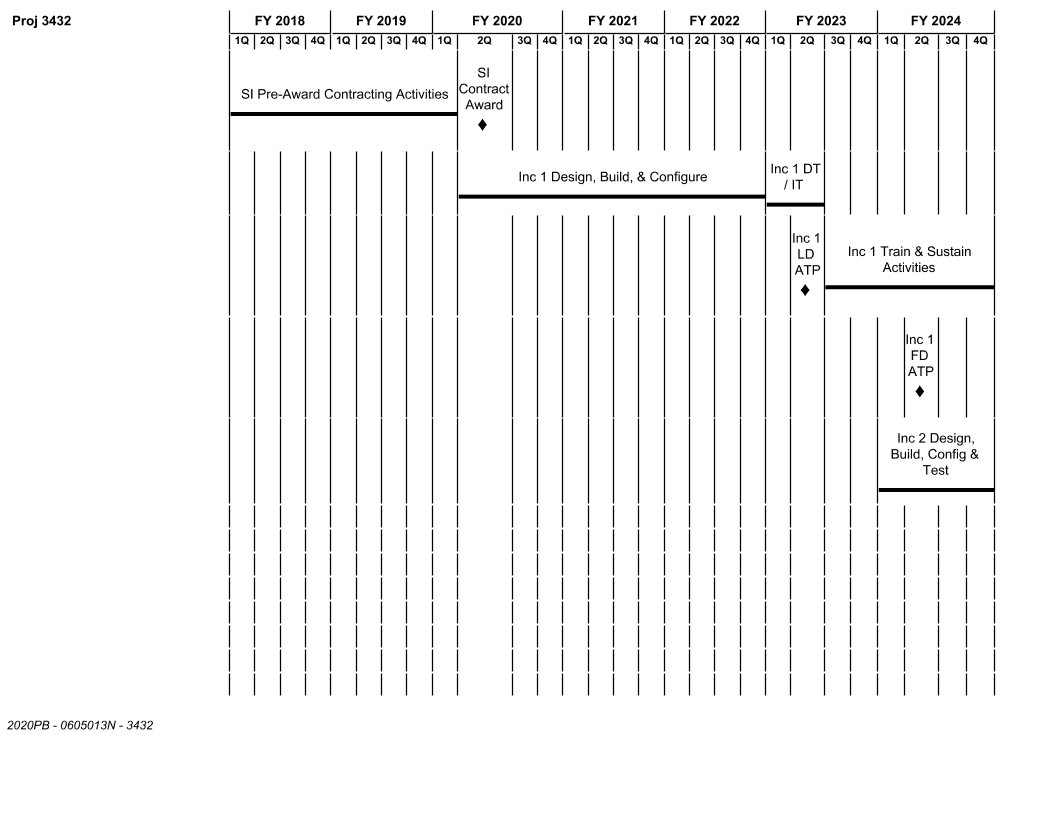 Proj 3432
FY 2018 FY 2019 FY 2020 FY 2021 FY 2022 FY 2023 FY 2024
1Q 2Q 3Q 4Q 1Q 2Q 3Q 4Q 1Q 2Q 3Q 4Q 1Q 2Q 3Q 4Q 1Q 2Q 3Q 4Q 1Q 2Q 3Q 4Q 1Q 2Q 3Q 4Q
SI Pre-Award Contracting Activities
SI
Contract
Award
Inc 1 Design, Build, & Configure
Inc 1 DT
/ IT
Inc 1
LD
ATP
Inc 1 Train & Sustain
Activities
Inc 1
FD
ATP
Inc 2 Design,
Build, Config &
Test
2020PB - 0605013N - 3432